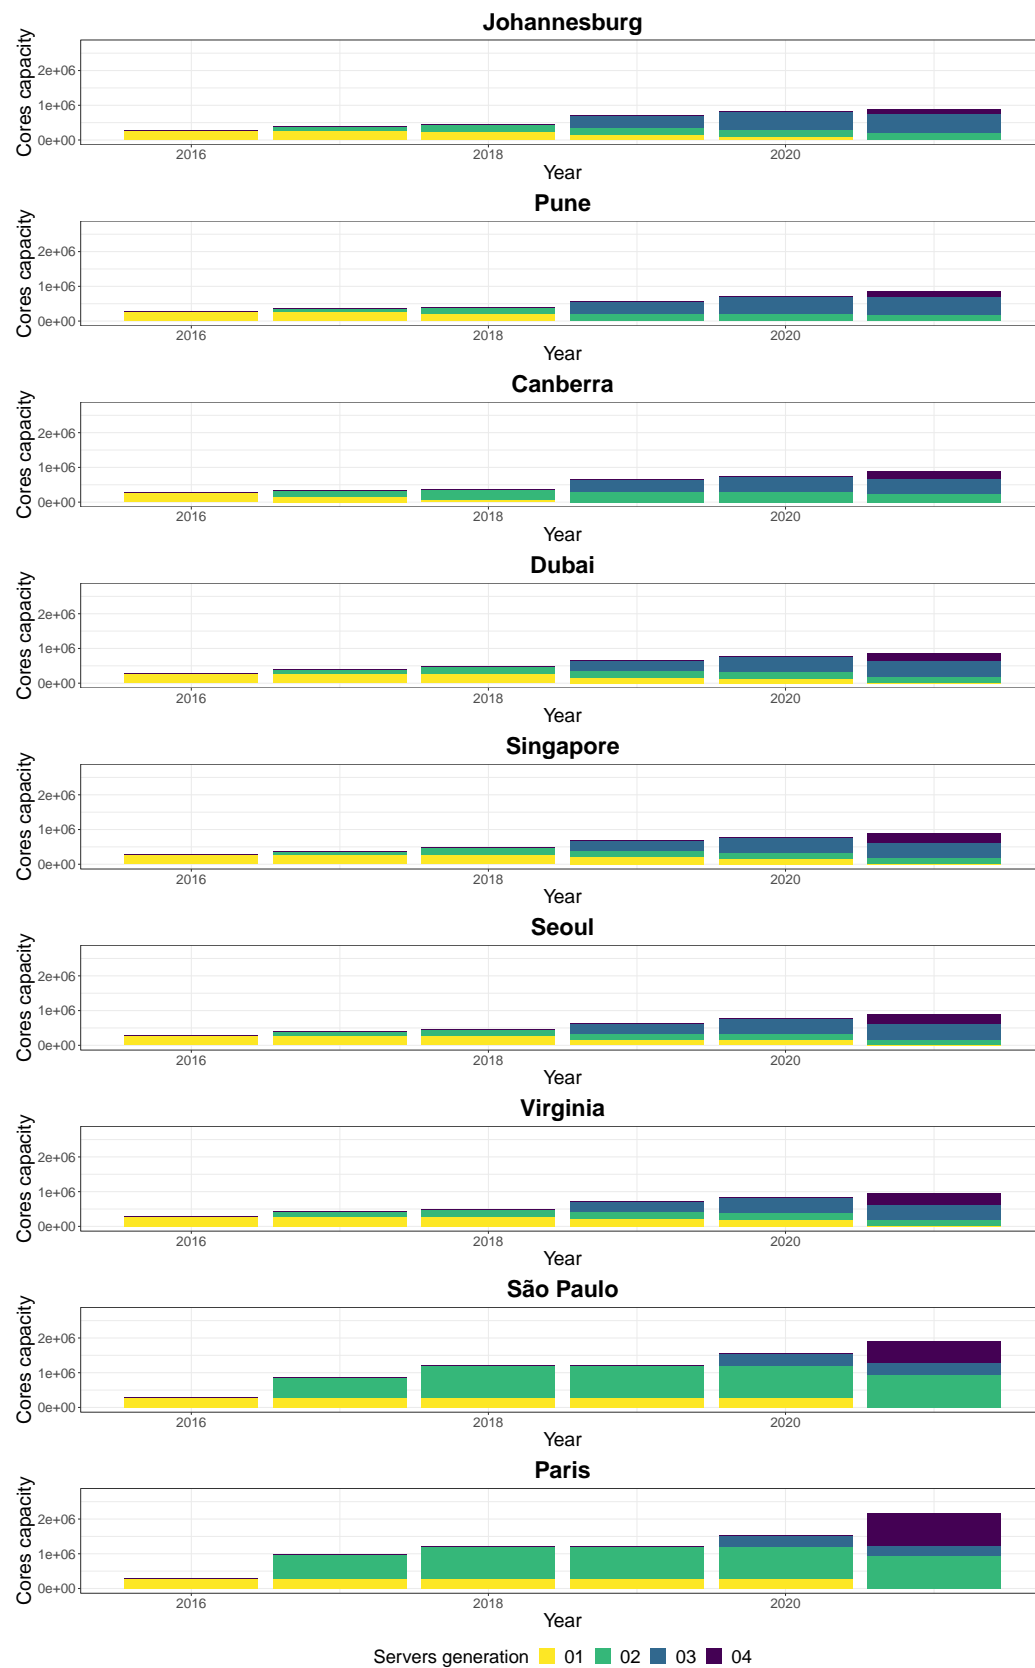 Johannesburg
Cores capacity
2e+06
1e+06
0e+00
2016 2018 2020
Year
Pune
Cores capacity
2e+06
1e+06
0e+00
2016 2018 2020
Year
Canberra
Cores capacity
2e+06
1e+06
0e+00
2016 2018 2020
Year
Dubai
Cores capacity
2e+06
1e+06
0e+00
2016 2018 2020
Year
Singapore
Cores capacity
2e+06
1e+06
0e+00
2016 2018 2020
Year
Seoul
Cores capacity
2e+06
1e+06
0e+00
2016 2018 2020
Year
Virginia
Cores capacity
2e+06
1e+06
0e+00
2016 2018 2020
Year
São Paulo
Cores capacity
2e+06
1e+06
0e+00
2016 2018 2020
Year
Paris
Cores capacity
2e+06
1e+06
0e+00
2016 2018 2020
Year
Servers generation 01 02 03 04